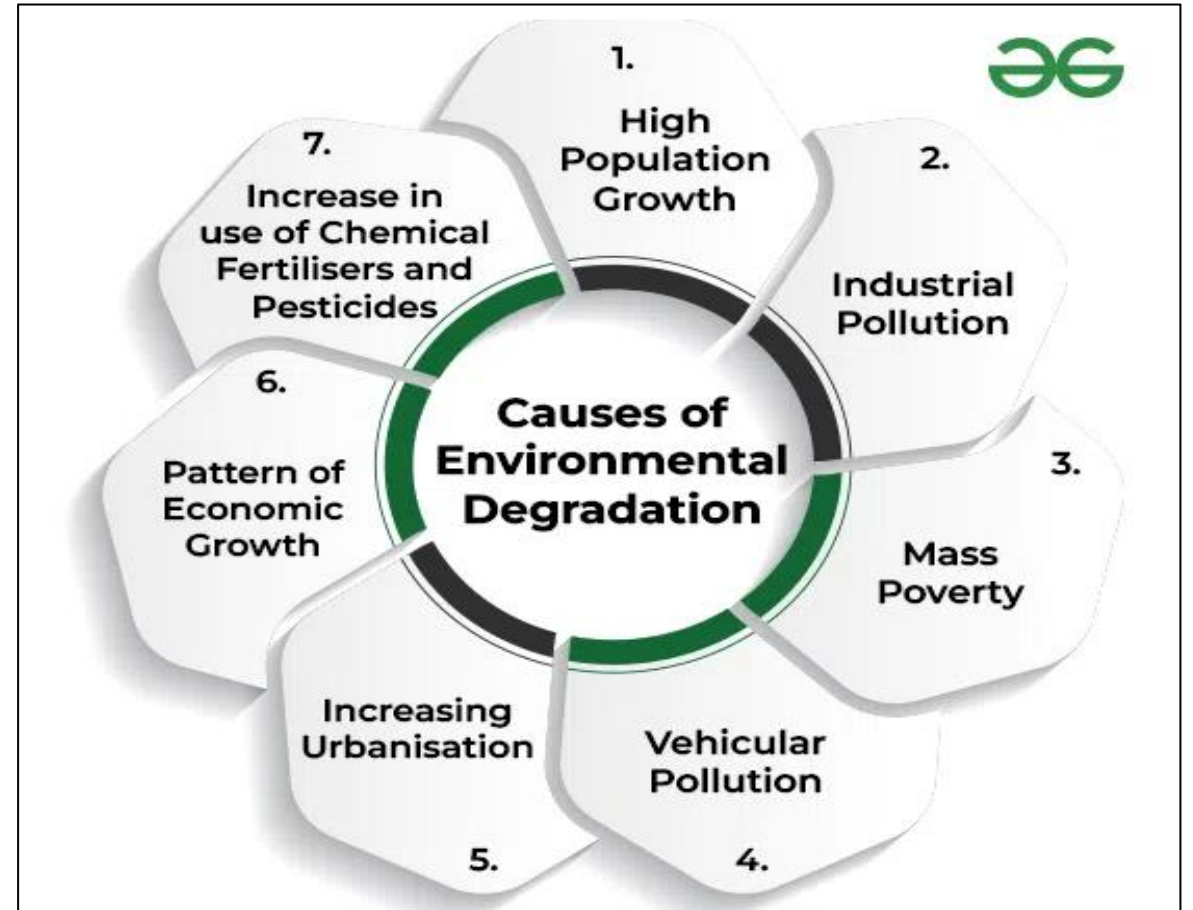 1.
High
Population
Growth
2.
Industrial
Pollution
3.
Mass
Poverty
4.
Vehicular
Pollution
5.
Increasing
Urbanisation
6.
Pattern of
Economic
Growth
7.
Increase in
use of Chemical
Fertilisers and
Pesticides
Causes of
Environmental
Degradation